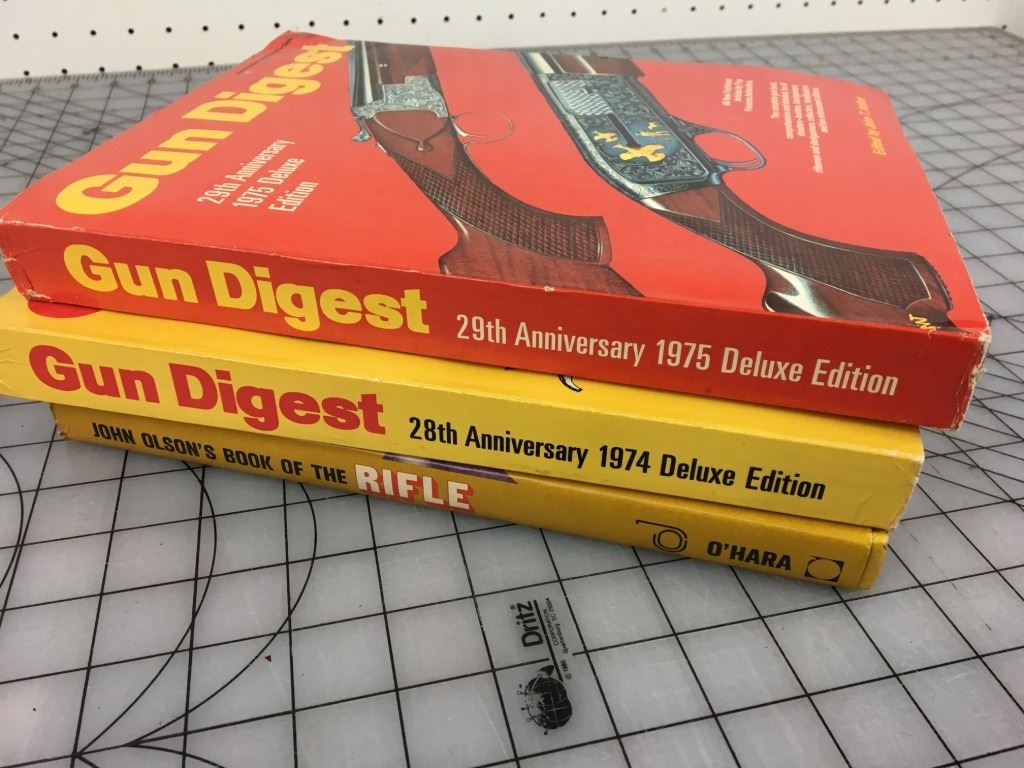 Gun Digest
29th Anniversary
1975 Deluxe
Edition
Gun Digest 29th Anniversary 1975 Deluxe Edition
Gun Digest 28th Anniversary 1974 Deluxe Edition
JOHN OLSON'S BOOK OF THE RIFLE O'HARA
Dritz®